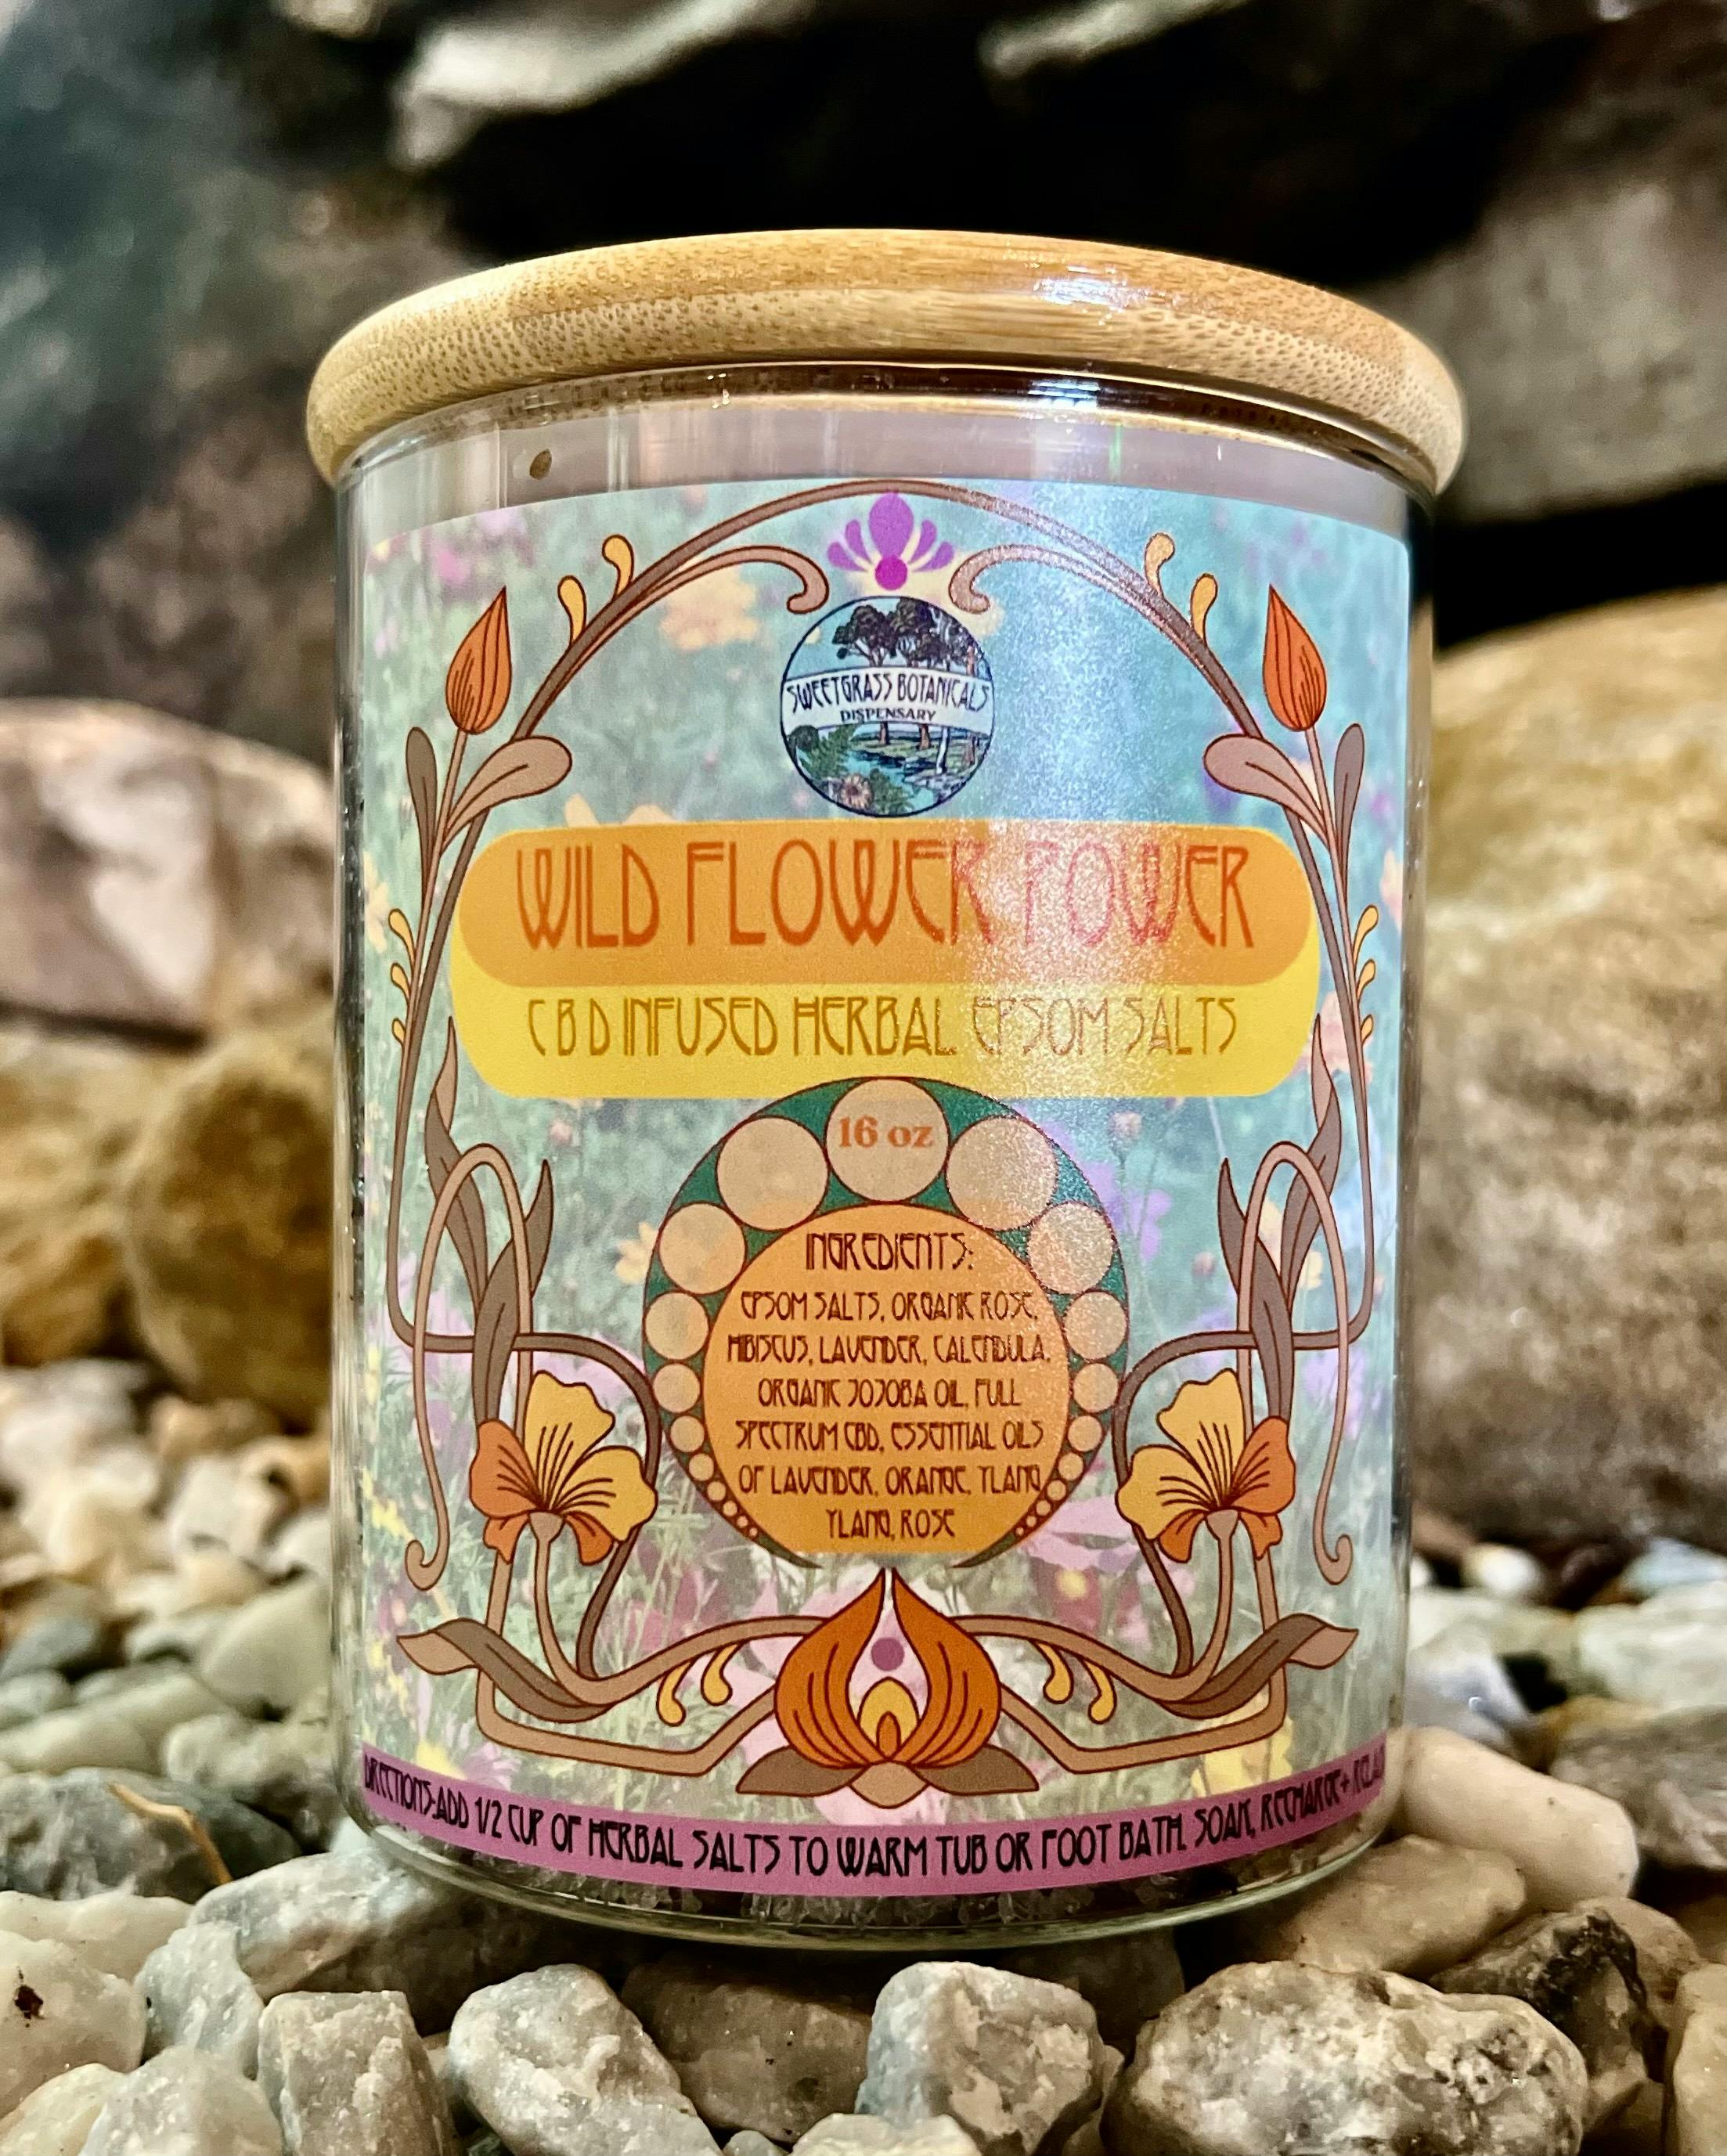 SWEETGRASS BOTANICALS
DISPENSARY
WILD FLOWER POWER
CBD INFUSED HERBAL EPSOM SALTS
16 oz
INGREDIENTS:
EPSOM SALTS, ORGANIC ROSE,
HIBISCUS, LAVENDER, CALENDULA,
ORGANIC JOJOBA OIL, FULL
SPECTRUM CBD, ESSENTIAL OILS
OF LAVENDER, ORANGE, YLANG
YLANG, ROSE
DIRECTIONS:ADD 1/2 CUP OF HERBAL SALTS TO WARM TUB OR FOOT BATH. SOAK, RECHARGE + RELAX